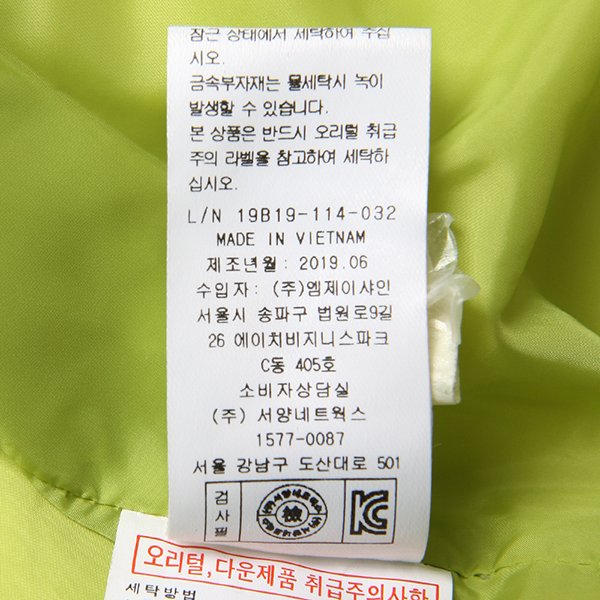 잠근 상태에서 세탁하여 주십
시오.
금속부자재는 물세탁시 녹이
발생할 수 있습니다.
본 상품은 반드시 오리털 취급
주의 라벨을 참고하여 세탁하
십시오.
L/N 19B19-114-032
MADE IN VIETNAM
제조년월 : 2019.06
수입자 : (주)엠제이샤인
서울시 송파구 법원로9길
26 에이치비지니스파크
C동 405호
소비자상담실
(주) 서양네트웍스
1577-0087
서울 강남구 도산대로 501
검사필
檢
KC
오리털,다운제품 취급주의사항
세탁방법